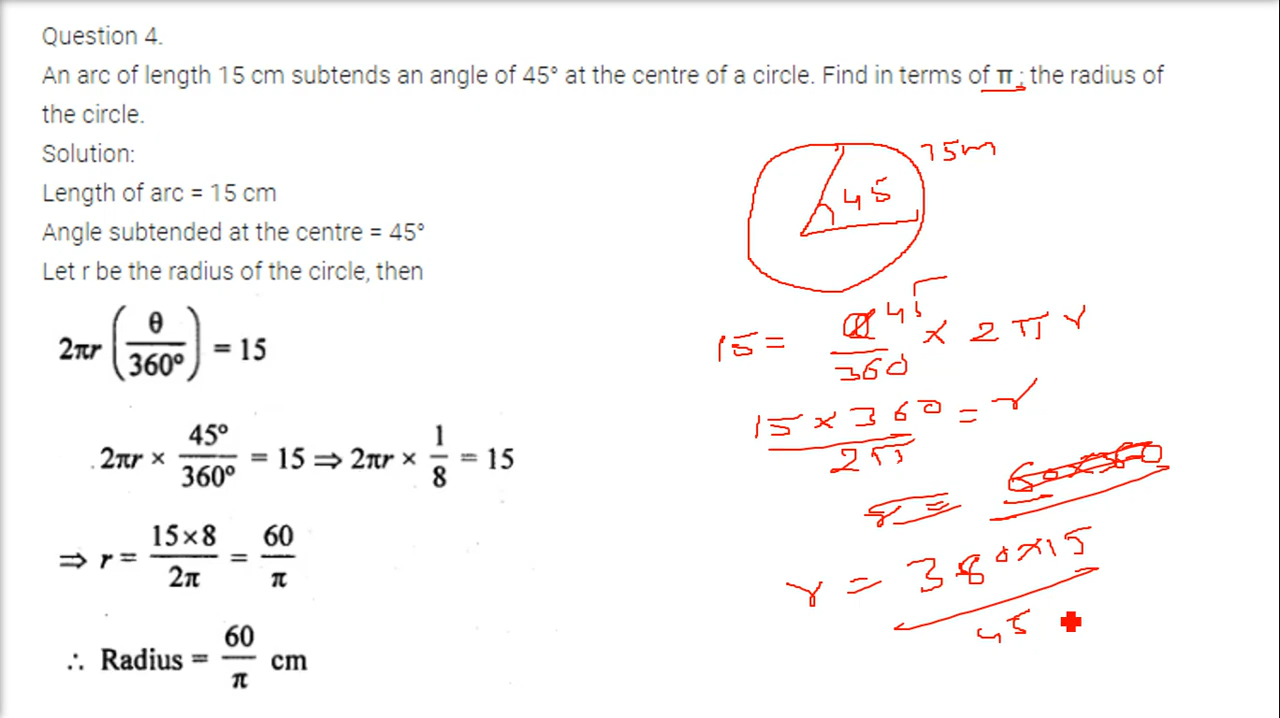 Question 4.
An arc of length 15 cm subtends an angle of 45° at the centre of a circle. Find in terms of π ; the radius of
the circle.
Solution:
Length of arc = 15 cm
Angle subtended at the centre = 45°
Let r be the radius of the circle, then
2πr (θ/360°) = 15
2πr × 45°/360° = 15 ⇒ 2πr × 1/8 = 15
⇒ r = 15×8/2π = 60/π
∴ Radius = 60/π cm
15m
45
15 = 45/360 × 2πr
15 × 360/2π = r
r =
r = 360×15/45